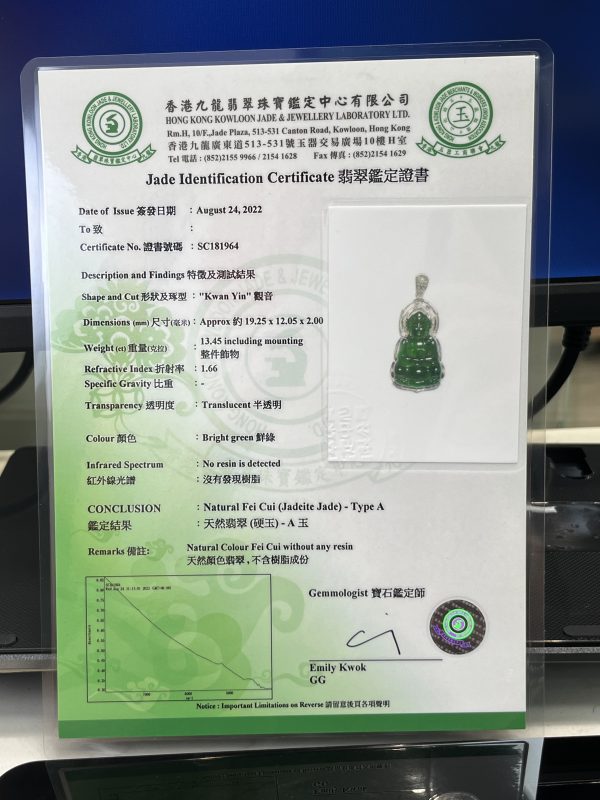 香港九龍翡翠珠寶鑑定中心有限公司
HONG KONG KOWLOON JADE & JEWELLERY LABORATORY LTD.
Rm.H, 10/F.,Jade Plaza, 513-531 Canton Road, Kowloon, Hong Kong
香港九龍廣東道513-531號玉器交易廣場10樓H室
Tel 電話 : (852)2155 9966 / 2154 1628 Fax 傳真 : (852)2154 1629
Jade Identification Certificate 翡翠鑑定證書
Date of Issue 簽發日期 : August 24, 2022
To 致 :
Certificate No. 證書號碼 : SC181964
Description and Findings 特徵及測試結果
Shape and Cut 形狀及琢型 : "Kwan Yin" 觀音
Dimensions (mm) 尺寸(毫米) : Approx 約 19.25 x 12.05 x 2.00
Weight (ct) 重量(克拉) : 13.45 including mounting
整件飾物
Refractive Index 折射率 : 1.66
Specific Gravity 比重 : -
Transparency 透明度 : Translucent 半透明
Colour 顏色 : Bright green 鮮綠
Infrared Spectrum : No resin is detected
紅外線光譜 : 沒有發現樹脂
CONCLUSION : Natural Fei Cui (Jadeite Jade) - Type A
鑑定結果 : 天然翡翠 (硬玉) - A 玉
Remarks 備註: Natural Colour Fei Cui without any resin
天然顏色翡翠,不含樹脂成份
Gemmologist 寶石鑑定師
Emily Kwok
GG
Notice : Important Limitations on Reverse 請留意後頁各項聲明